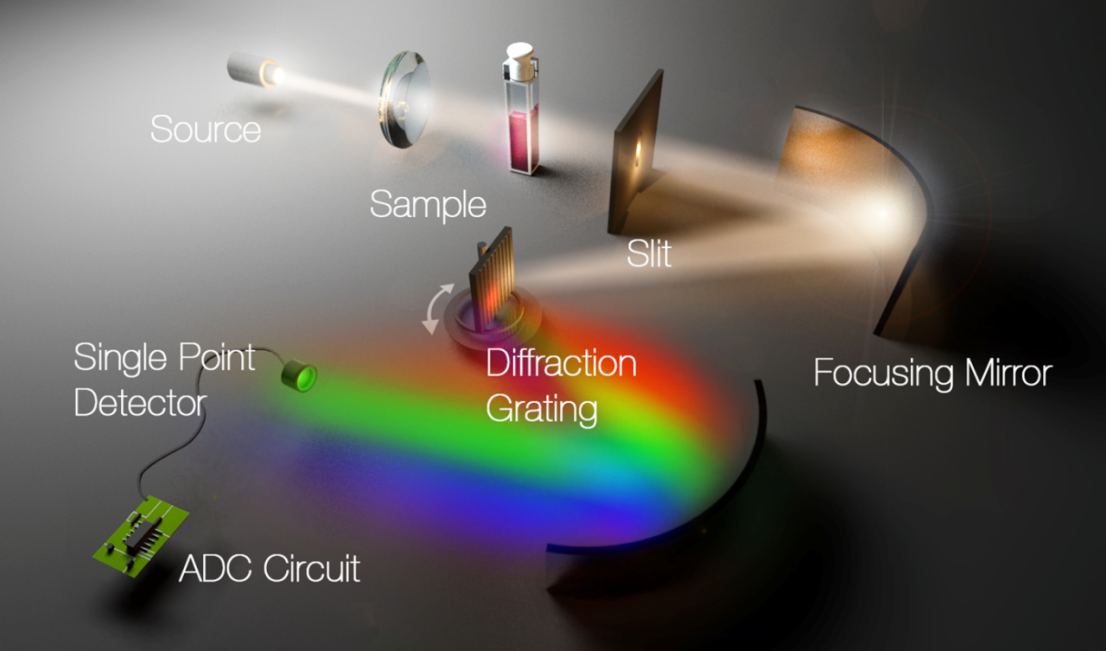 Source
Sample
Slit
Single Point
Detector
Diffraction
Grating
Focusing Mirror
ADC Circuit